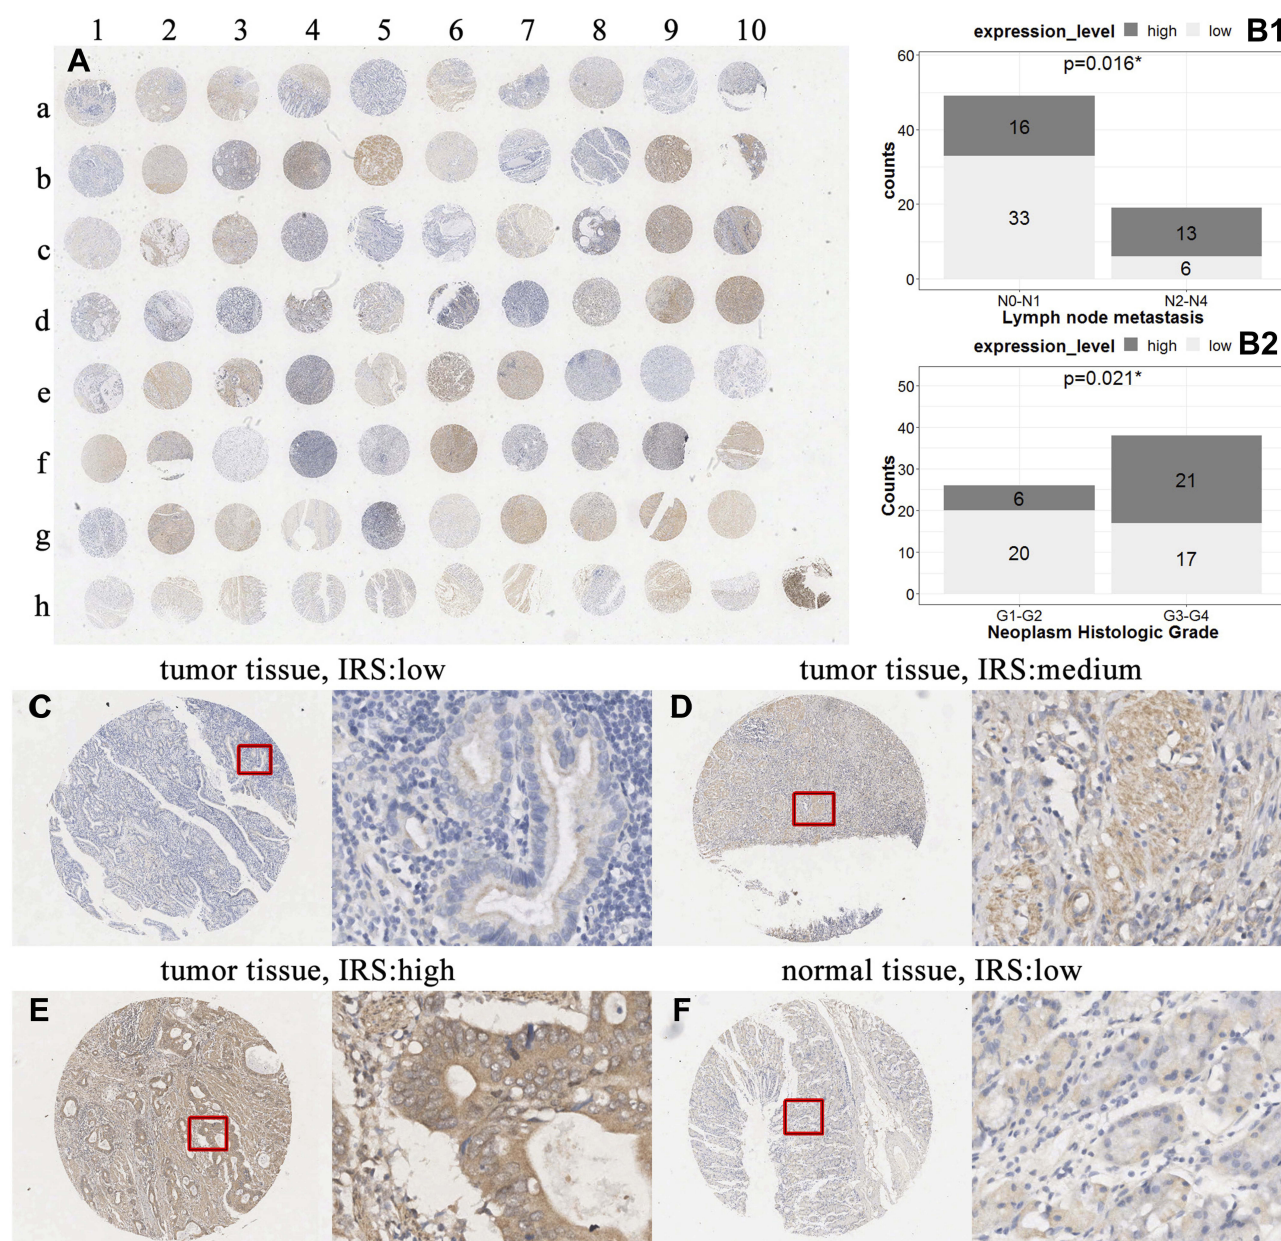 1 2 3 4 5 6 7 8 9 10
A
a
b
c
d
e
f
g
h
expression_level high low B1
p=0.016*
60
40
20
0
counts
16
33
13
6
N0-N1 N2-N4
Lymph node metastasis
expression_level high low B2
p=0.021*
50
40
30
20
10
0
Counts
6
20
21
17
G1-G2 G3-G4
Neoplasm Histologic Grade
tumor tissue, IRS:low
C
tumor tissue, IRS:medium
D
tumor tissue, IRS:high
E
normal tissue, IRS:low
F